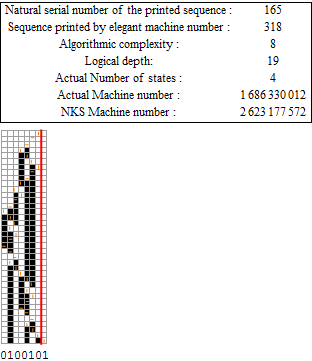 Natural serial number of the printed sequence : 165
Sequence printed by elegant machine number : 318
Algorithmic complexity : 8
Logical depth: 19
Actual Number of states : 4
Actual Machine number : 1 686 330 012
NKS Machine number : 2 623 177 572
0100101